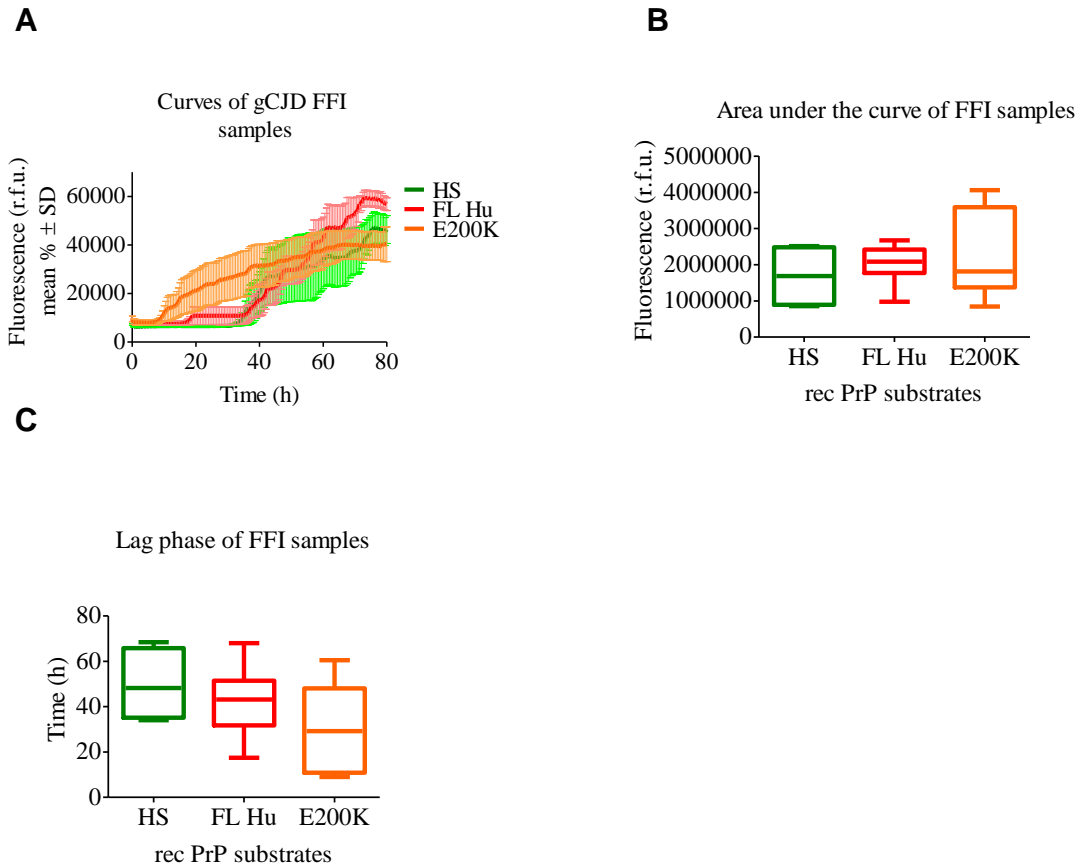 A
Curves of gCJD FFI
samples
Fluorescence (r.f.u.)
mean % ± SD
60000
40000
20000
0
0 20 40 60 80
Time (h)
HS
FL Hu
E200K
B
Area under the curve of FFI samples
Fluorescence (r.f.u.)
5000000
4000000
3000000
2000000
1000000
0
HS FL Hu E200K
rec PrP substrates
C
Lag phase of FFI samples
Time (h)
80
60
40
20
0
HS FL Hu E200K
rec PrP substrates